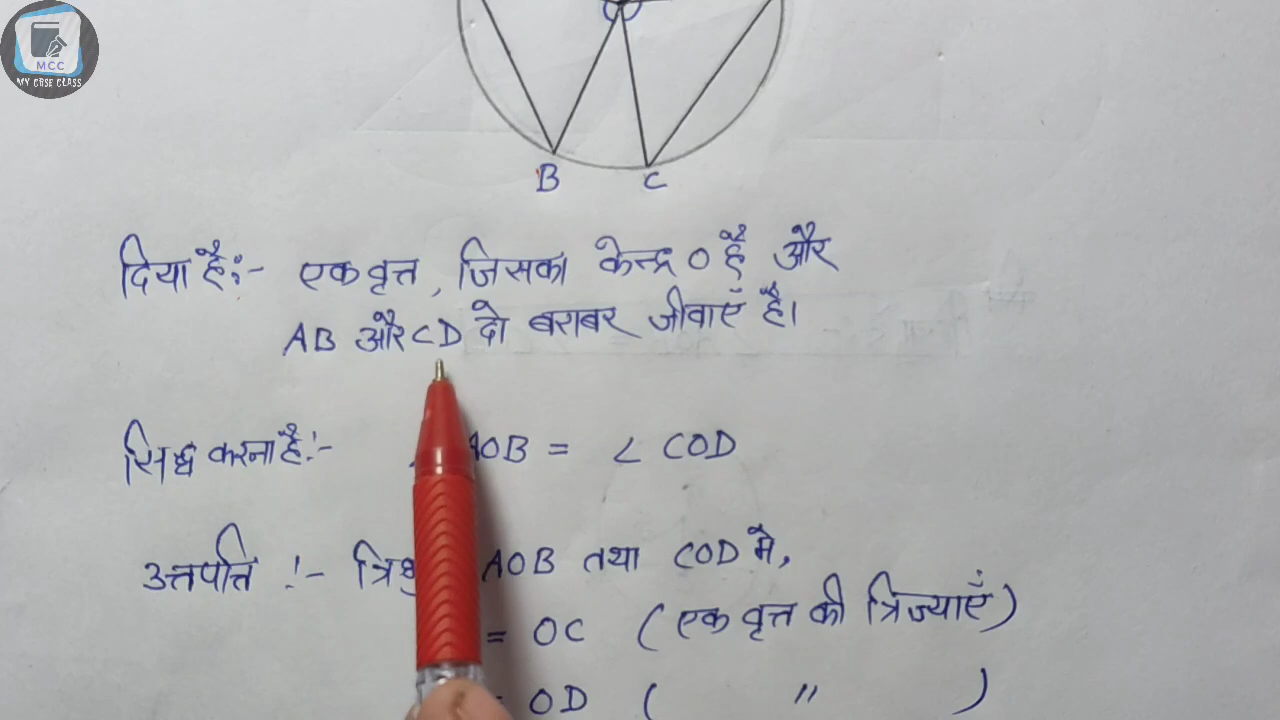 MCC
MY CBSE CLASS
B C
दिया है:- एक वृत्त, जिसका केन्द्र O है और
AB और CD दो बराबर जीवाएँ है।
सिद्ध करना है:- AOB = ∠ COD
उत्तपत्ति :- AOB तथा COD मे,
= OC (एक वृत्त की त्रिज्याएँ)
OD ( " )